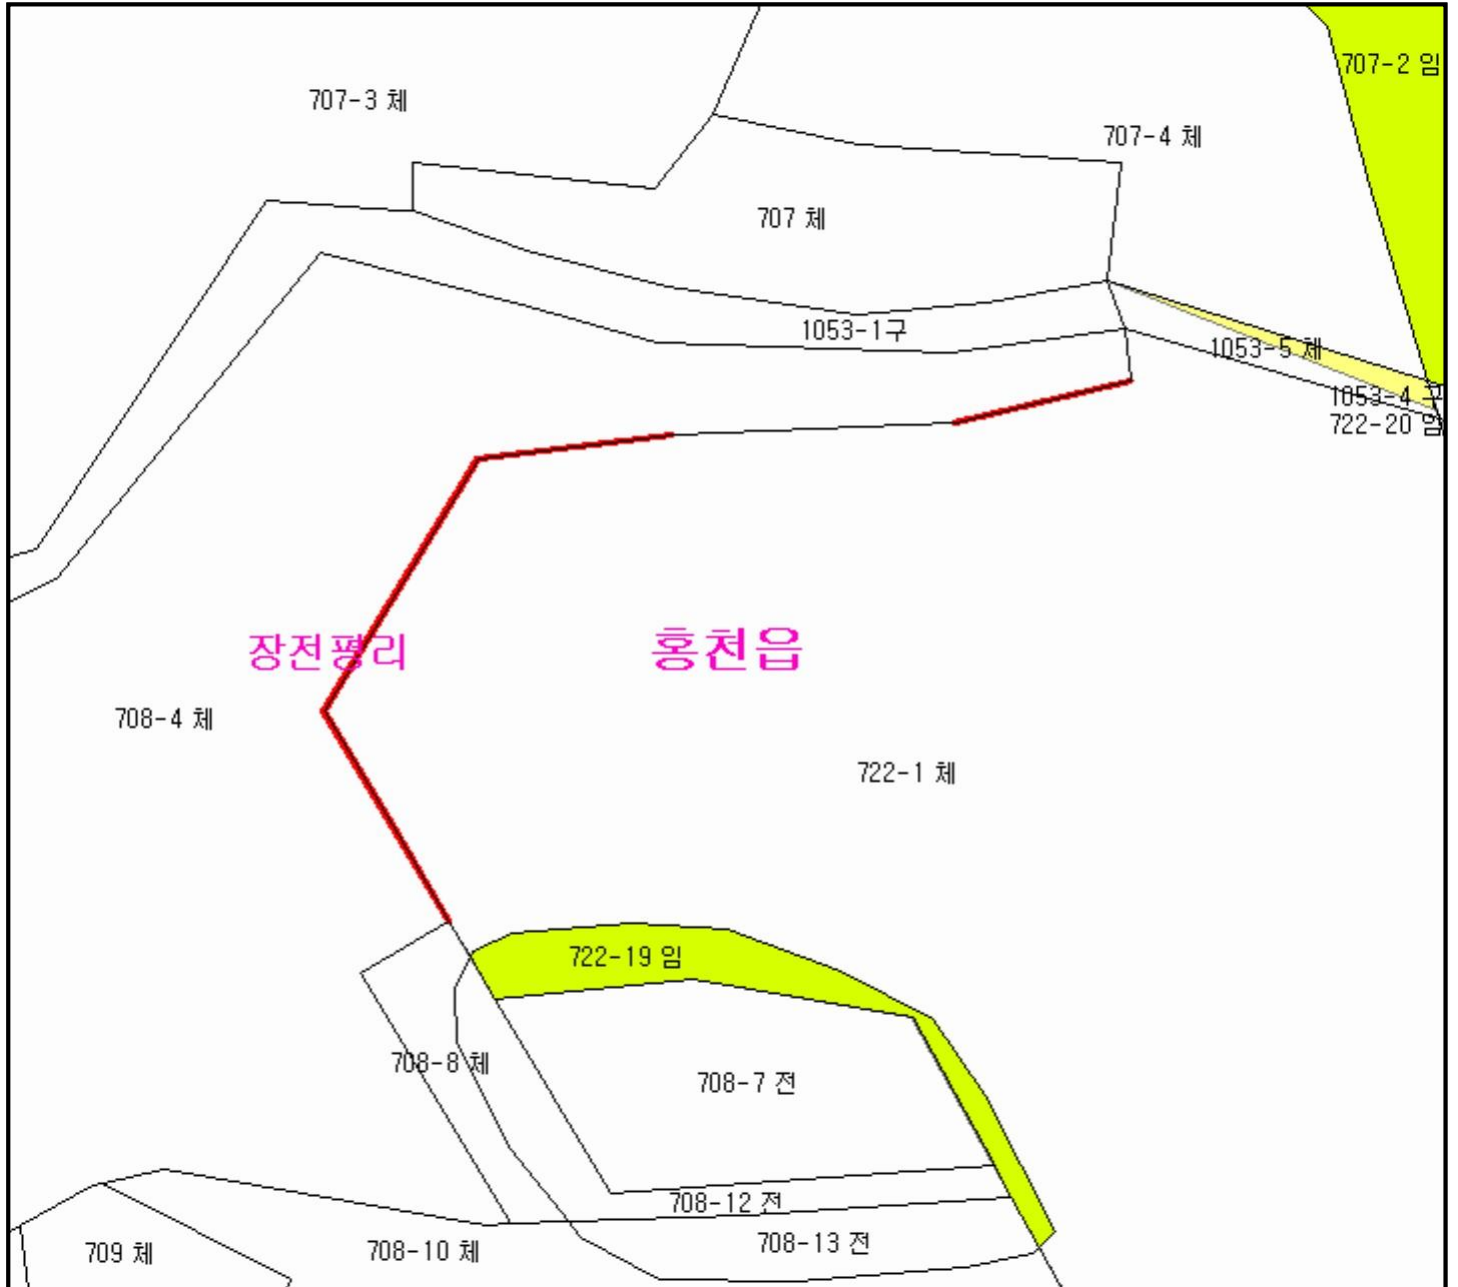 707-2 임
707-3 체
707-4 체
707 체
1053-1구
1053-5 체
1053-4 구
722-20 임
장전평리
홍천읍
708-4 체
722-1 체
722-19 임
708-8 체
708-7 전
708-12 전
708-13 전
709 체
708-10 체